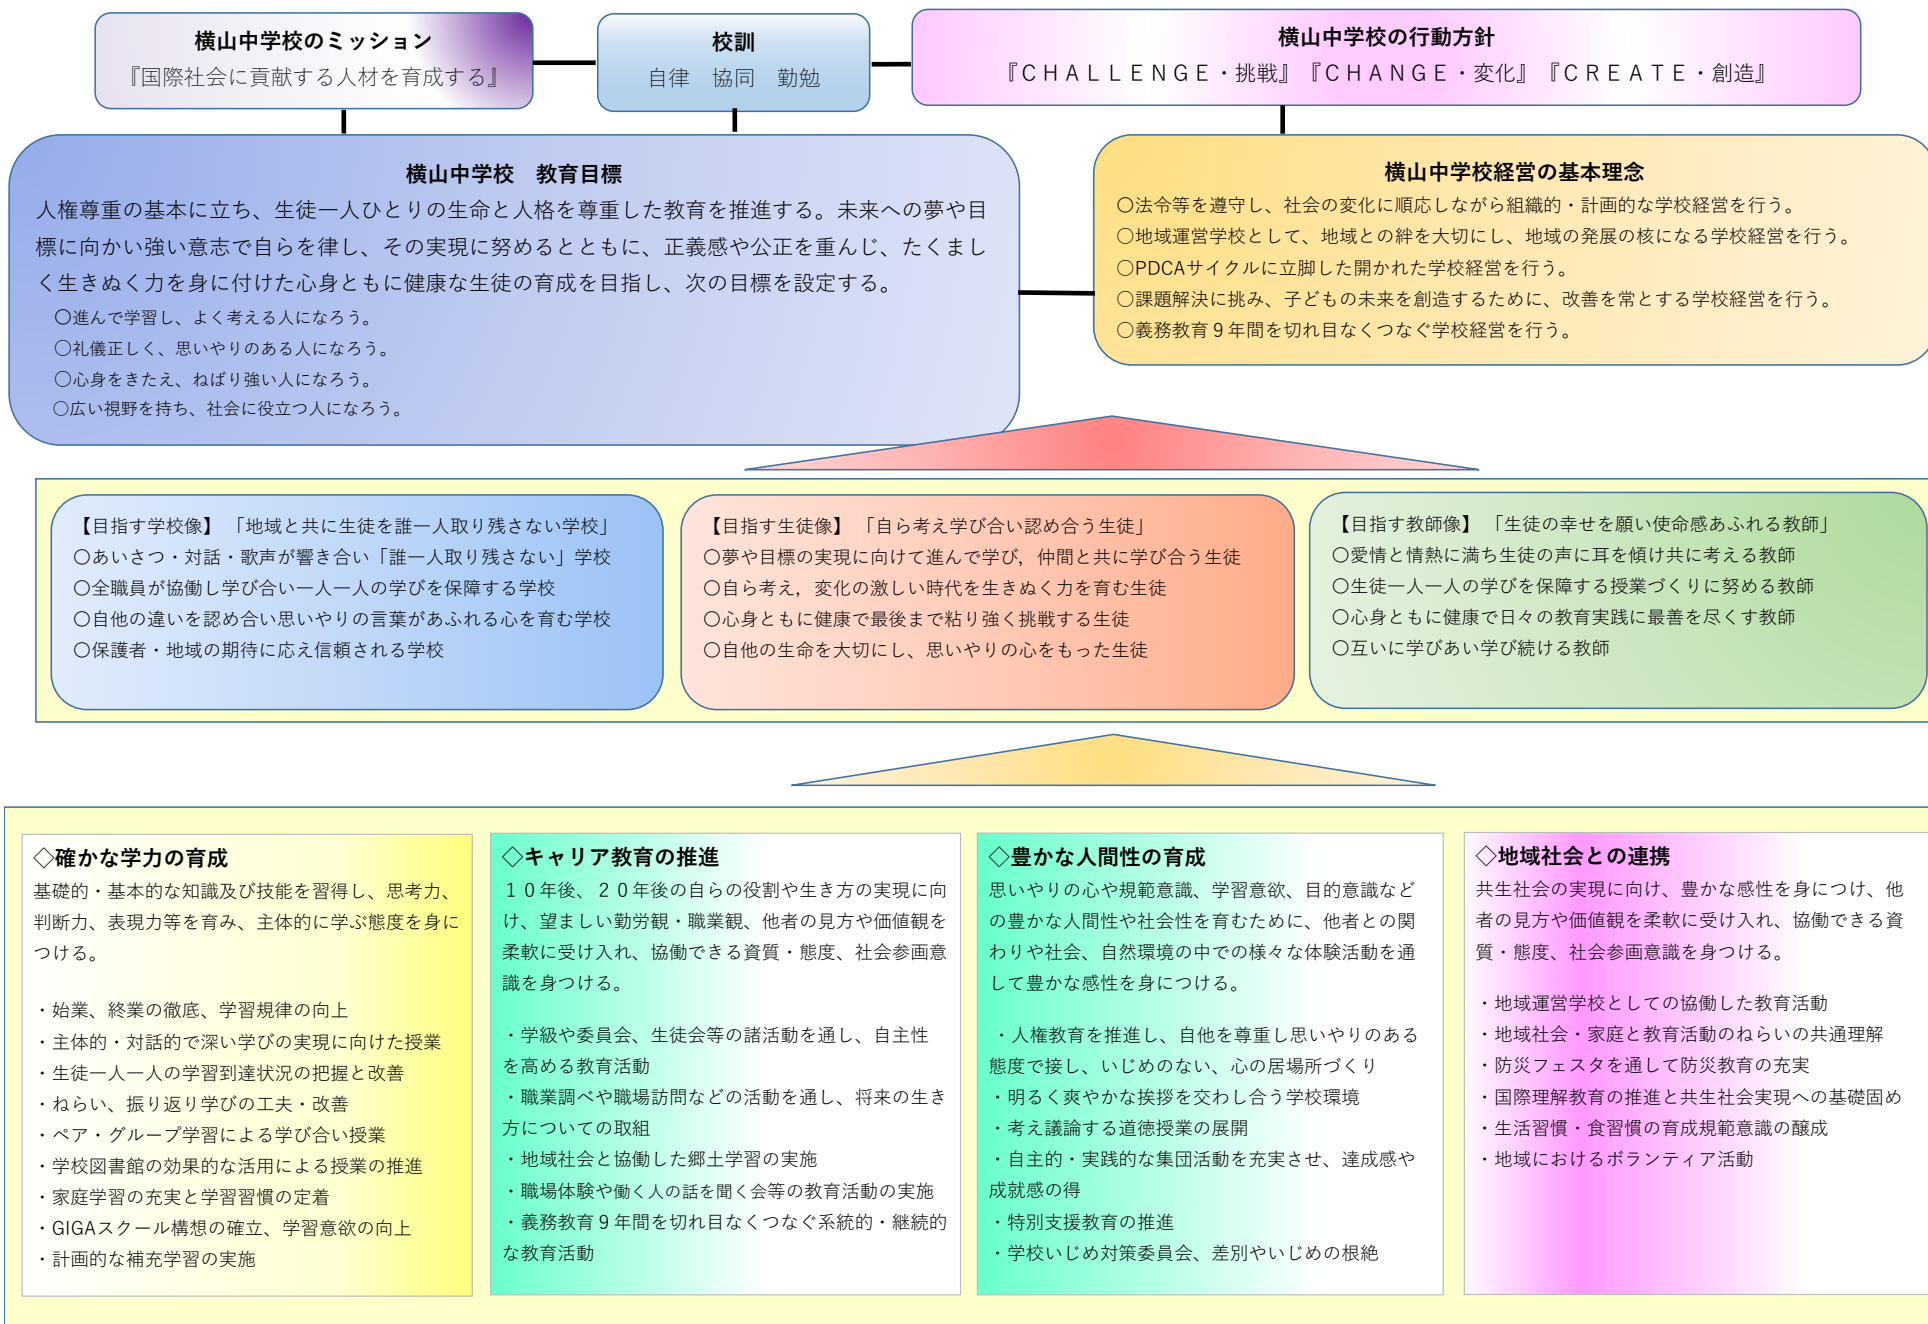 横山中学校のミッション
『国際社会に貢献する人材を育成する』
校訓
自律　協同　勤勉
横山中学校の行動方針
『ＣＨＡＬＬＥＮＧＥ・挑戦』『ＣＨＡＮＧＥ・変化』『ＣＲＥＡＴＥ・創造』
横山中学校　教育目標
人権尊重の基本に立ち、生徒一人ひとりの生命と人格を尊重した教育を推進する。未来への夢や目
標に向かい強い意志で自らを律し、その実現に努めるとともに、正義感や公正を重んじ、たくまし
く生きぬく力を身に付けた心身ともに健康な生徒の育成を目指し、次の目標を設定する。
○進んで学習し、よく考える人になろう。
○礼儀正しく、思いやりのある人になろう。
○心身をきたえ、ねばり強い人になろう。
○広い視野を持ち、社会に役立つ人になろう。
横山中学校経営の基本理念
○法令等を遵守し、社会の変化に順応しながら組織的・計画的な学校経営を行う。
○地域運営学校として、地域との絆を大切にし、地域の発展の核になる学校経営を行う。
○PDCAサイクルに立脚した開かれた学校経営を行う。
○課題解決に挑み、子どもの未来を創造するために、改善を常とする学校経営を行う。
○義務教育９年間を切れ目なくつなぐ学校経営を行う。
【目指す学校像】「地域と共に生徒を誰一人取り残さない学校」
○あいさつ・対話・歌声が響き合い「誰一人取り残さない」学校
○全職員が協働し学び合い一人一人の学びを保障する学校
○自他の違いを認め合い思いやりの言葉があふれる心を育む学校
○保護者・地域の期待に応え信頼される学校
【目指す生徒像】「自ら考え学び合い認め合う生徒」
○夢や目標の実現に向けて進んで学び，仲間と共に学び合う生徒
○自ら考え，変化の激しい時代を生きぬく力を育む生徒
○心身ともに健康で最後まで粘り強く挑戦する生徒
○自他の生命を大切にし、思いやりの心をもった生徒
【目指す教師像】「生徒の幸せを願い使命感あふれる教師」
○愛情と情熱に満ち生徒の声に耳を傾け共に考える教師
○生徒一人一人の学びを保障する授業づくりに努める教師
○心身ともに健康で日々の教育実践に最善を尽くす教師
○互いに学びあい学び続ける教師
◇確かな学力の育成
基礎的・基本的な知識及び技能を習得し、思考力、
判断力、表現力等を育み、主体的に学ぶ態度を身に
つける。
・始業、終業の徹底、学習規律の向上
・主体的・対話的で深い学びの実現に向けた授業
・生徒一人一人の学習到達状況の把握と改善
・ねらい、振り返り学びの工夫・改善
・ペア・グループ学習による学び合い授業
・学校図書館の効果的な活用による授業の推進
・家庭学習の充実と学習習慣の定着
・GIGAスクール構想の確立、学習意欲の向上
・計画的な補充学習の実施
◇キャリア教育の推進
１０年後、２０年後の自らの役割や生き方の実現に向
け、望ましい勤労観・職業観、他者の見方や価値観を
柔軟に受け入れ、協働できる資質・態度、社会参画意
識を身つける。
・学級や委員会、生徒会等の諸活動を通し、自主性
を高める教育活動
・職業調べや職場訪問などの活動を通し、将来の生き
方についての取組
・地域社会と協働した郷土学習の実施
・職場体験や働く人の話を聞く会等の教育活動の実施
・義務教育９年間を切れ目なくつなぐ系統的・継続的
な教育活動
◇豊かな人間性の育成
思いやりの心や規範意識、学習意欲、目的意識など
の豊かな人間性や社会性を育むために、他者との関
わりや社会、自然環境の中での様々な体験活動を通
して豊かな感性を身につける。
・人権教育を推進し、自他を尊重し思いやりのある
態度で接し、いじめのない、心の居場所づくり
・明るく爽やかな挨拶を交わし合う学校環境
・考え議論する道徳授業の展開
・自主的・実践的な集団活動を充実させ、達成感や
成就感の得
・特別支援教育の推進
・学校いじめ対策委員会、差別やいじめの根絶
◇地域社会との連携
共生社会の実現に向け、豊かな感性を身につけ、他
者の見方や価値観を柔軟に受け入れ、協働できる資
質・態度、社会参画意識を身つける。
・地域運営学校としての協働した教育活動
・地域社会・家庭と教育活動のねらいの共通理解
・防災フェスタを通して防災教育の充実
・国際理解教育の推進と共生社会実現への基礎固め
・生活習慣・食習慣の育成規範意識の醸成
・地域におけるボランティア活動